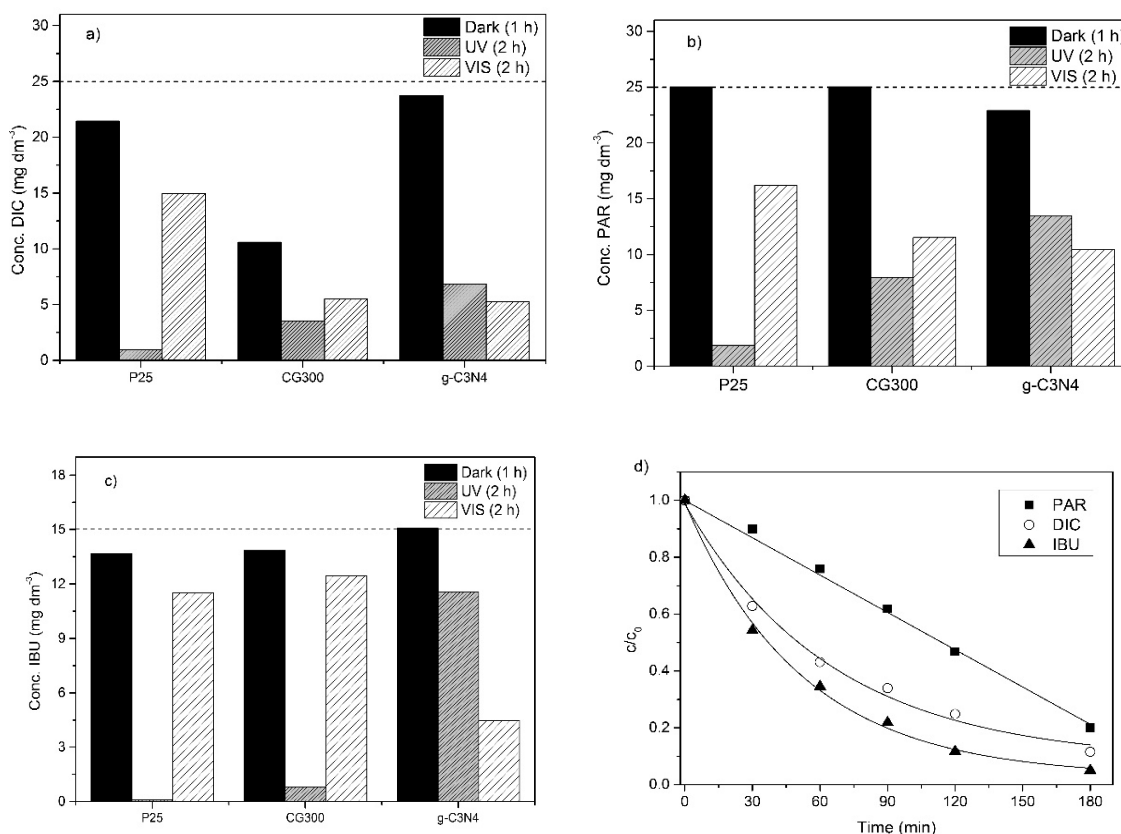 a)
Dark (1 h)
UV (2 h)
VIS (2 h)
30
25
20
15
10
5
0
Conc. DIC (mg dm⁻³)
P25 CG300 g-C3N4
b)
Dark (1 h)
UV (2 h)
VIS (2 h)
30
25
20
15
10
5
0
Conc. PAR (mg dm⁻³)
P25 CG300 g-C3N4
c)
Dark (1 h)
UV (2 h)
VIS (2 h)
18
15
12
9
6
3
0
Conc. IBU (mg dm⁻³)
P25 CG300 g-C3N4
d)
PAR
DIC
IBU
1.0
0.8
0.6
0.4
0.2
0.0
c/c₀
0 30 60 90 120 150 180
Time (min)